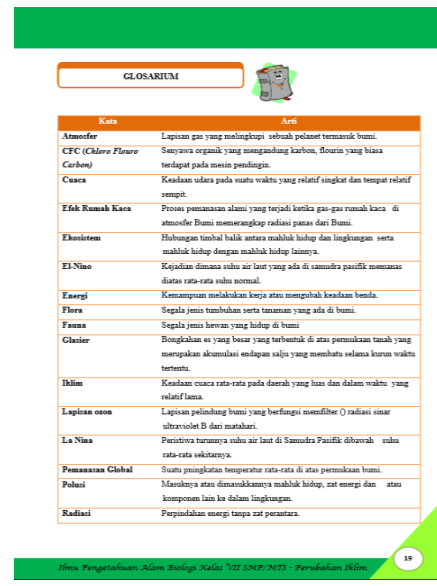 GLOSARIUM
Kata Arti
Atmosfer Lapisan gas yang melingkupi sebuah pelanet termasuk bumi.
CFC (Chloro Flouro Senyawa organik yang mengandung karbon, flourin yang biasa
Carbon) terdapat pada mesin pendingin.
Cuaca Keadaan udara pada suatu waktu yang relatif singkat dan tempat relatif
sempit.
Efek Rumah Kaca Proses pemanasan alami yang terjadi ketika gas-gas rumah kaca di
atmosfer Bumi memerangkap radiasi panas dari Bumi.
Ekosistem Hubungan timbal balik antara mahluk hidup dan lingkungan serta
mahluk hidup dengan mahluk hidup lainnya.
El-Nino Kejadian dimana suhu air laut yang ada di samudra pasifik memanas
diatas rata-rata suhu normal.
Energi Kemampuan melakukan kerja atau mengubah keadaan benda.
Flora Segala jenis tumbuhan serta tanaman yang ada di bumi.
Fauna Segala jenis hewan yang hidup di bumi
Glasier Bongkahan es yang besar yang terbentuk di atas permukaan tanah yang
merupakan akumulasi endapan salju yang membatu selama kurun waktu
tertentu.
Iklim Keadaan cuaca rata-rata pada daerah yang luas dan dalam waktu yang
relatif lama.
Lapisan ozon Lapisan pelindung bumi yang berfungsi memfilter () radiasi sinar
ultraviolet B dari matahari.
La Nina Peristiwa turunnya suhu air laut di Samudra Pasifik dibawah suhu
rata-rata sekitarnya.
Pemanasan Global Suatu pningkatan temperatur rata-rata di atas permukaan bumi.
Polusi Masuknya atau dimasukkannya mahluk hidup, zat energi dan atau
komponen lain ke dalam lingkungan.
Radiasi Perpindahan energi tanpa zat perantara.
19
Ilmu Pengetahuan Alam Biologi Kelas VII SMP/MTS - Perubahan Iklim